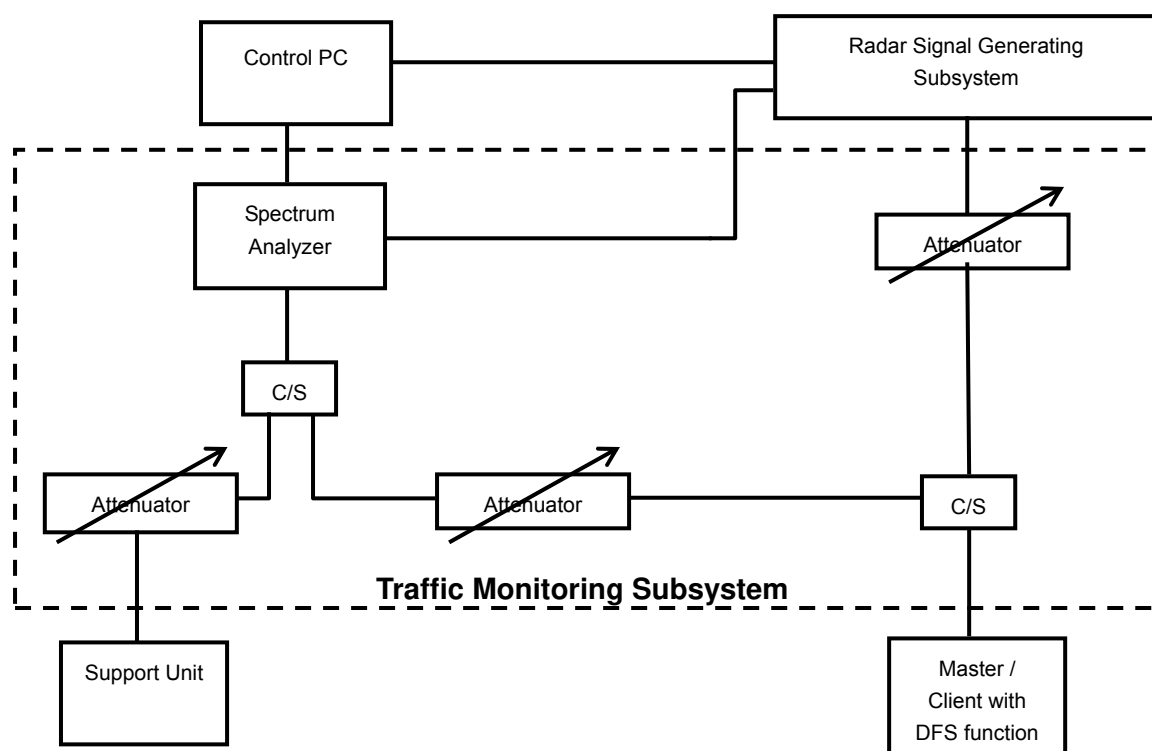 Control PC
Radar Signal Generating
Subsystem
Spectrum
Analyzer
Attenuator
C/S
Attenuator
Attenuator
C/S
Traffic Monitoring Subsystem
Support Unit
Master /
Client with
DFS function